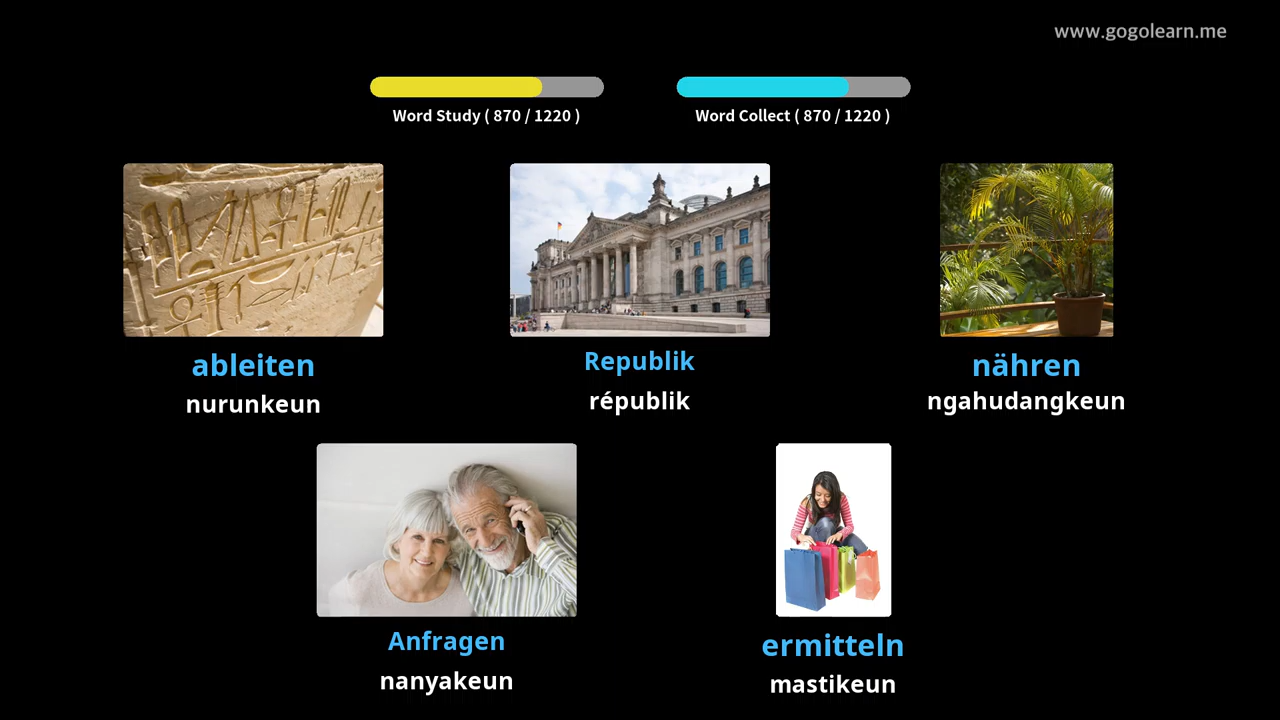 www.gogolearn.me
Word Study ( 870 / 1220 )
Word Collect ( 870 / 1220 )
ableiten
nurunkeun
Republik
républik
nähren
ngahudangkeun
Anfragen
nanyakeun
ermitteln
mastikeun